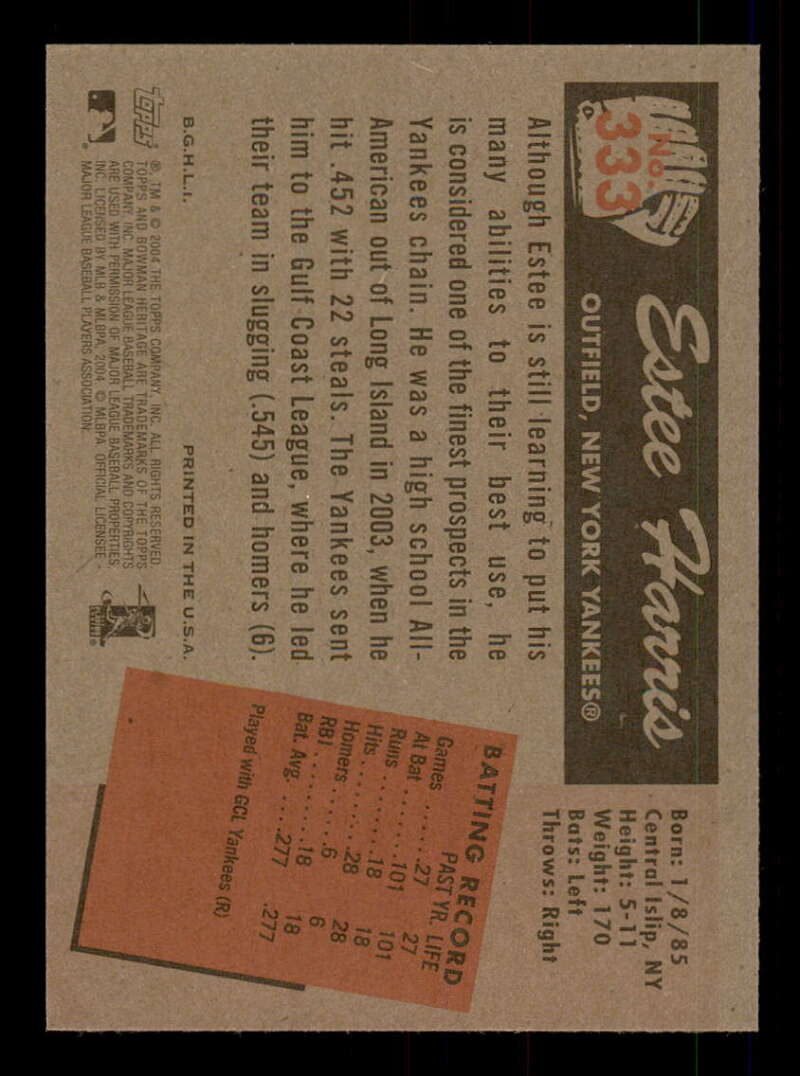 No.
333
Estee Harris
OUTFIELD, NEW YORK YANKEES®
Born: 1/8/85
Central Islip, NY
Height: 5-11
Weight: 170
Bats: Left
Throws: Right
Although Estee is still learning to put his
many abilities to their best use, he
is considered one of the finest prospects in the
Yankees chain. He was a high school All-
American out of Long Island in 2003, when he
hit .452 with 22 steals. The Yankees sent
him to the Gulf Coast League, where he led
their team in slugging (.545) and homers (6).
BATTING RECORD
PAST YR. LIFE
Games ......27 27
At Bat .......101 101
Runs .........18 18
Hits .........28 28
Homers .......6 6
RBI .........18 18
Bat. Avg. ....277 .277
Played with GCL Yankees (R)
B.G.H.L.I. PRINTED IN THE U.S.A.
Topps®
®, TM & © 2004 THE TOPPS COMPANY, INC. ALL RIGHTS RESERVED.
TOPPS AND BOWMAN HERITAGE ARE TRADEMARKS OF THE TOPPS
COMPANY, INC. MAJOR LEAGUE BASEBALL TRADEMARKS AND COPYRIGHTS
ARE USED WITH PERMISSION OF MAJOR LEAGUE BASEBALL PROPERTIES,
INC. LICENSED BY MLB & MLBPA, 2004. © MLBPA. OFFICIAL LICENSEE -
MAJOR LEAGUE BASEBALL PLAYERS ASSOCIATION.